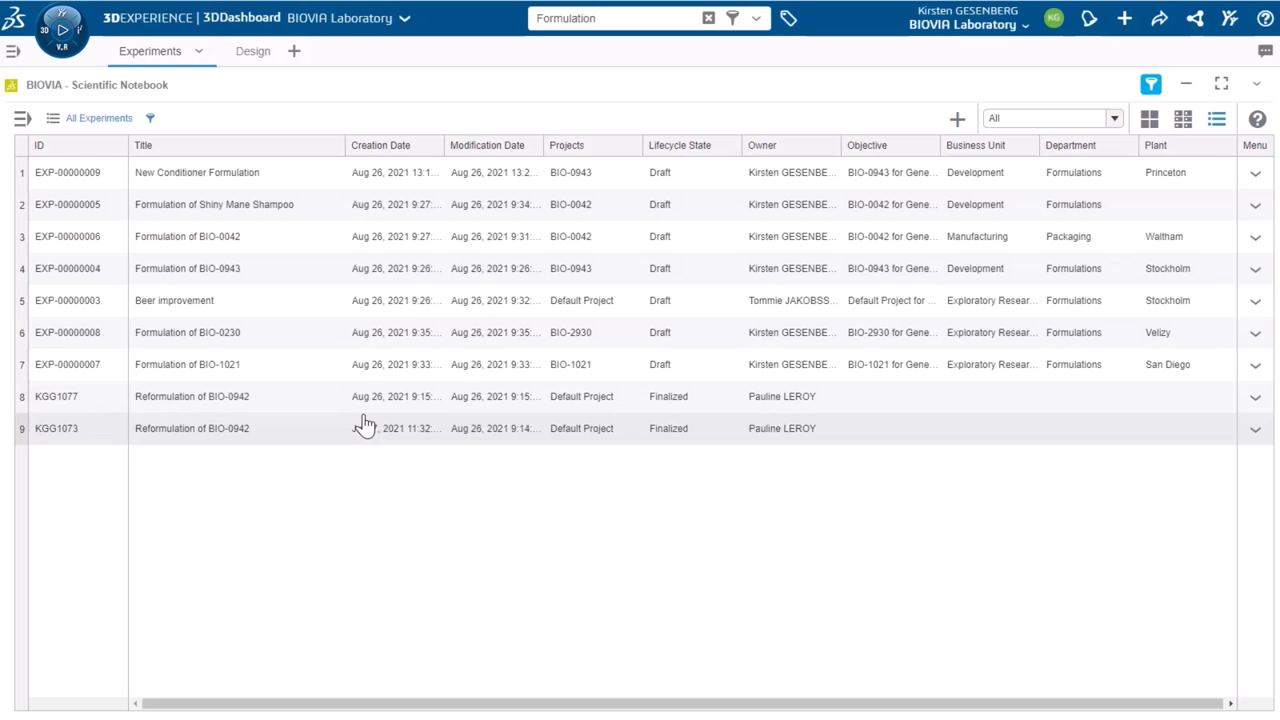 3DEXPERIENCE | 3DDashboard BIOVIA Laboratory
Formulation
Kirsten GESENBERG
BIOVIA Laboratory
KG
3D
V.R
Experiments
Design
BIOVIA - Scientific Notebook
All Experiments
All
ID Title Creation Date Modification Date Projects Lifecycle State Owner Objective Business Unit Department Plant Menu
1 EXP-00000009 New Conditioner Formulation Aug 26, 2021 13:1... Aug 26, 2021 13:2... BIO-0943 Draft Kirsten GESENBE... BIO-0943 for Gene... Development Formulations Princeton
2 EXP-00000005 Formulation of Shiny Mane Shampoo Aug 26, 2021 9:27:... Aug 26, 2021 9:34:... BIO-0042 Draft Kirsten GESENBE... BIO-0042 for Gene... Development Formulations
3 EXP-00000006 Formulation of BIO-0042 Aug 26, 2021 9:27:... Aug 26, 2021 9:31:... BIO-0042 Draft Kirsten GESENBE... BIO-0042 for Gene... Manufacturing Packaging Waltham
4 EXP-00000004 Formulation of BIO-0943 Aug 26, 2021 9:26:... Aug 26, 2021 9:26:... BIO-0943 Draft Kirsten GESENBE... BIO-0943 for Gene... Development Formulations Stockholm
5 EXP-00000003 Beer improvement Aug 26, 2021 9:26:... Aug 26, 2021 9:32:... Default Project Draft Tommie JAKOBSS... Default Project for ... Exploratory Resear... Formulations Stockholm
6 EXP-00000008 Formulation of BIO-0230 Aug 26, 2021 9:35:... Aug 26, 2021 9:35:... BIO-2930 Draft Kirsten GESENBE... BIO-2930 for Gene... Exploratory Resear... Formulations Velizy
7 EXP-00000007 Formulation of BIO-1021 Aug 26, 2021 9:33:... Aug 26, 2021 9:33:... BIO-1021 Draft Kirsten GESENBE... BIO-1021 for Gene... Exploratory Resear... Formulations San Diego
8 KGG1077 Reformulation of BIO-0942 Aug 26, 2021 9:15:... Aug 26, 2021 9:15:... Default Project Finalized Pauline LEROY
9 KGG1073 Reformulation of BIO-0942 2021 11:32:... Aug 26, 2021 9:14:... Default Project Finalized Pauline LEROY